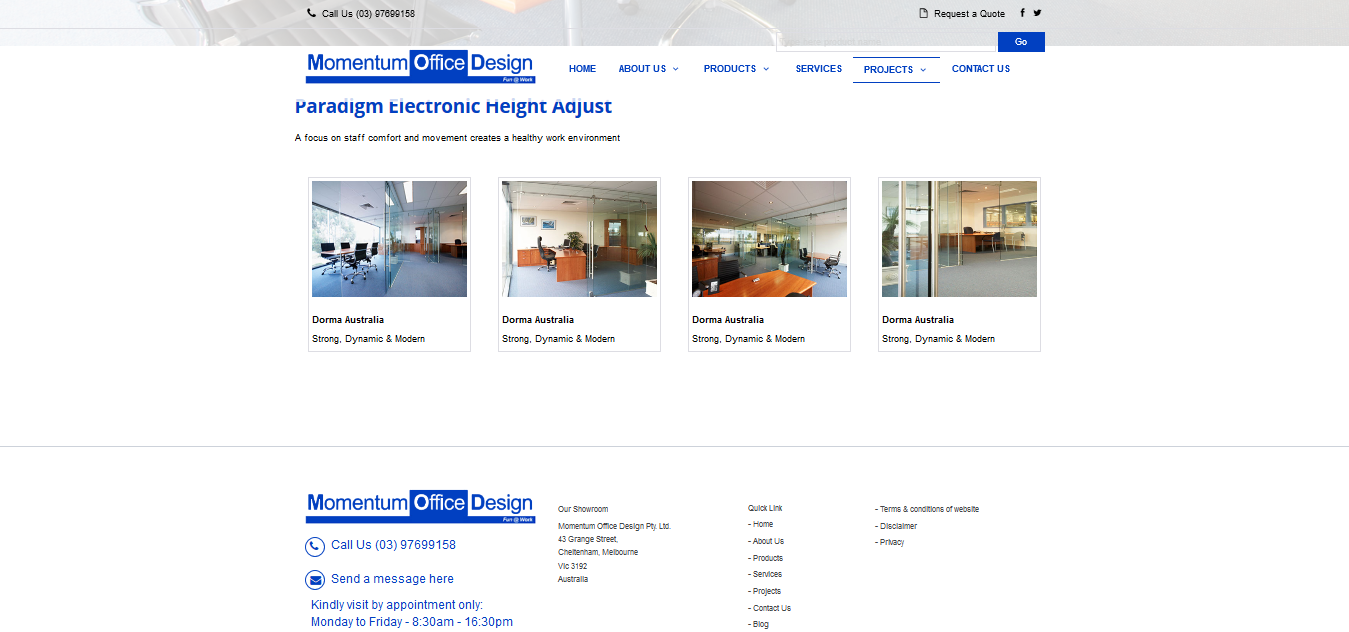 Call Us (03) 97699158
Request a Quote
Go
Momentum Office Design
Fun @ Work
HOME
ABOUT US
PRODUCTS
SERVICES
PROJECTS
CONTACT US
Paradigm Electronic Height Adjust
A focus on staff comfort and movement creates a healthy work environment
Dorma Australia
Strong, Dynamic & Modern
Dorma Australia
Strong, Dynamic & Modern
Dorma Australia
Strong, Dynamic & Modern
Dorma Australia
Strong, Dynamic & Modern
Momentum Office Design
Fun @ Work
Call Us (03) 97699158
Send a message here
Kindly visit by appointment only:
Monday to Friday - 8:30am - 16:30pm
Our Showroom
Momentum Office Design Pty. Ltd.
43 Grange Street,
Cheltenham, Melbourne
Vic 3192
Australia
Quick Link
- Home
- About Us
- Products
- Services
- Projects
- Contact Us
- Blog
- Terms & conditions of website
- Disclaimer
- Privacy